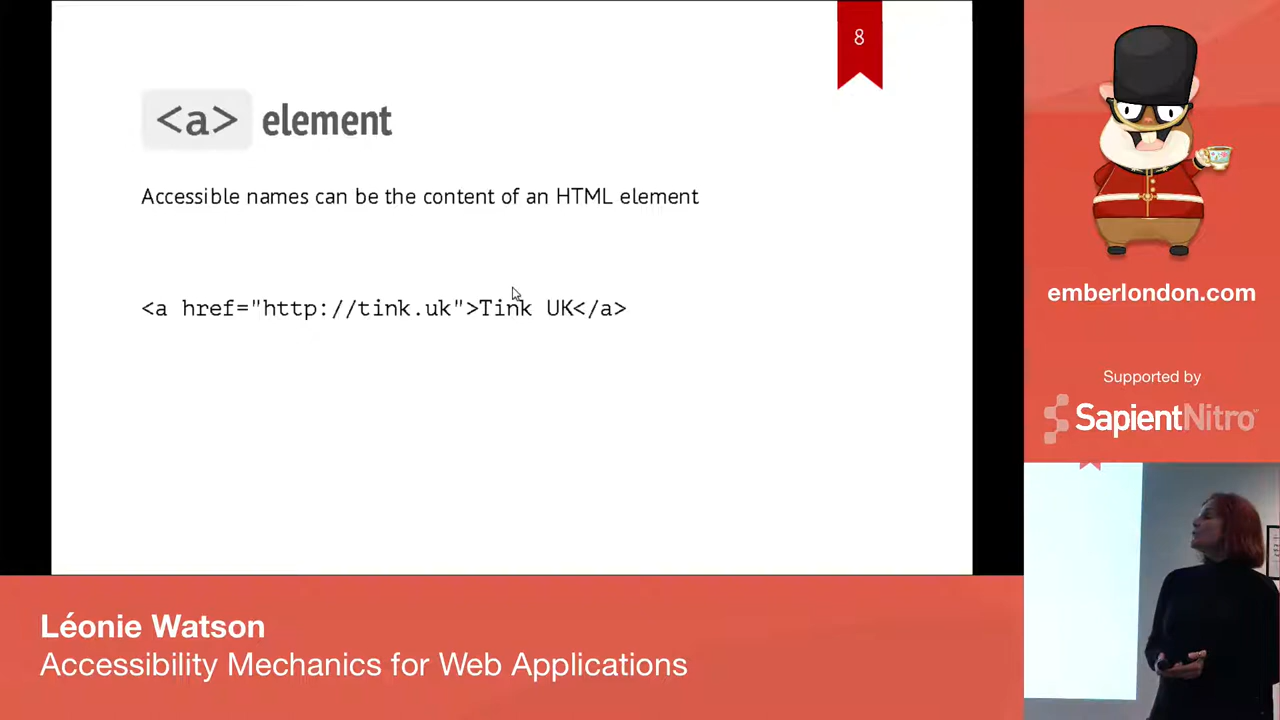 8
<a> element
Accessible names can be the content of an HTML element
<a href="http://tink.uk">Tink UK</a>
emberlondon.com
Supported by
SapientNitro
Léonie Watson
Accessibility Mechanics for Web Applications